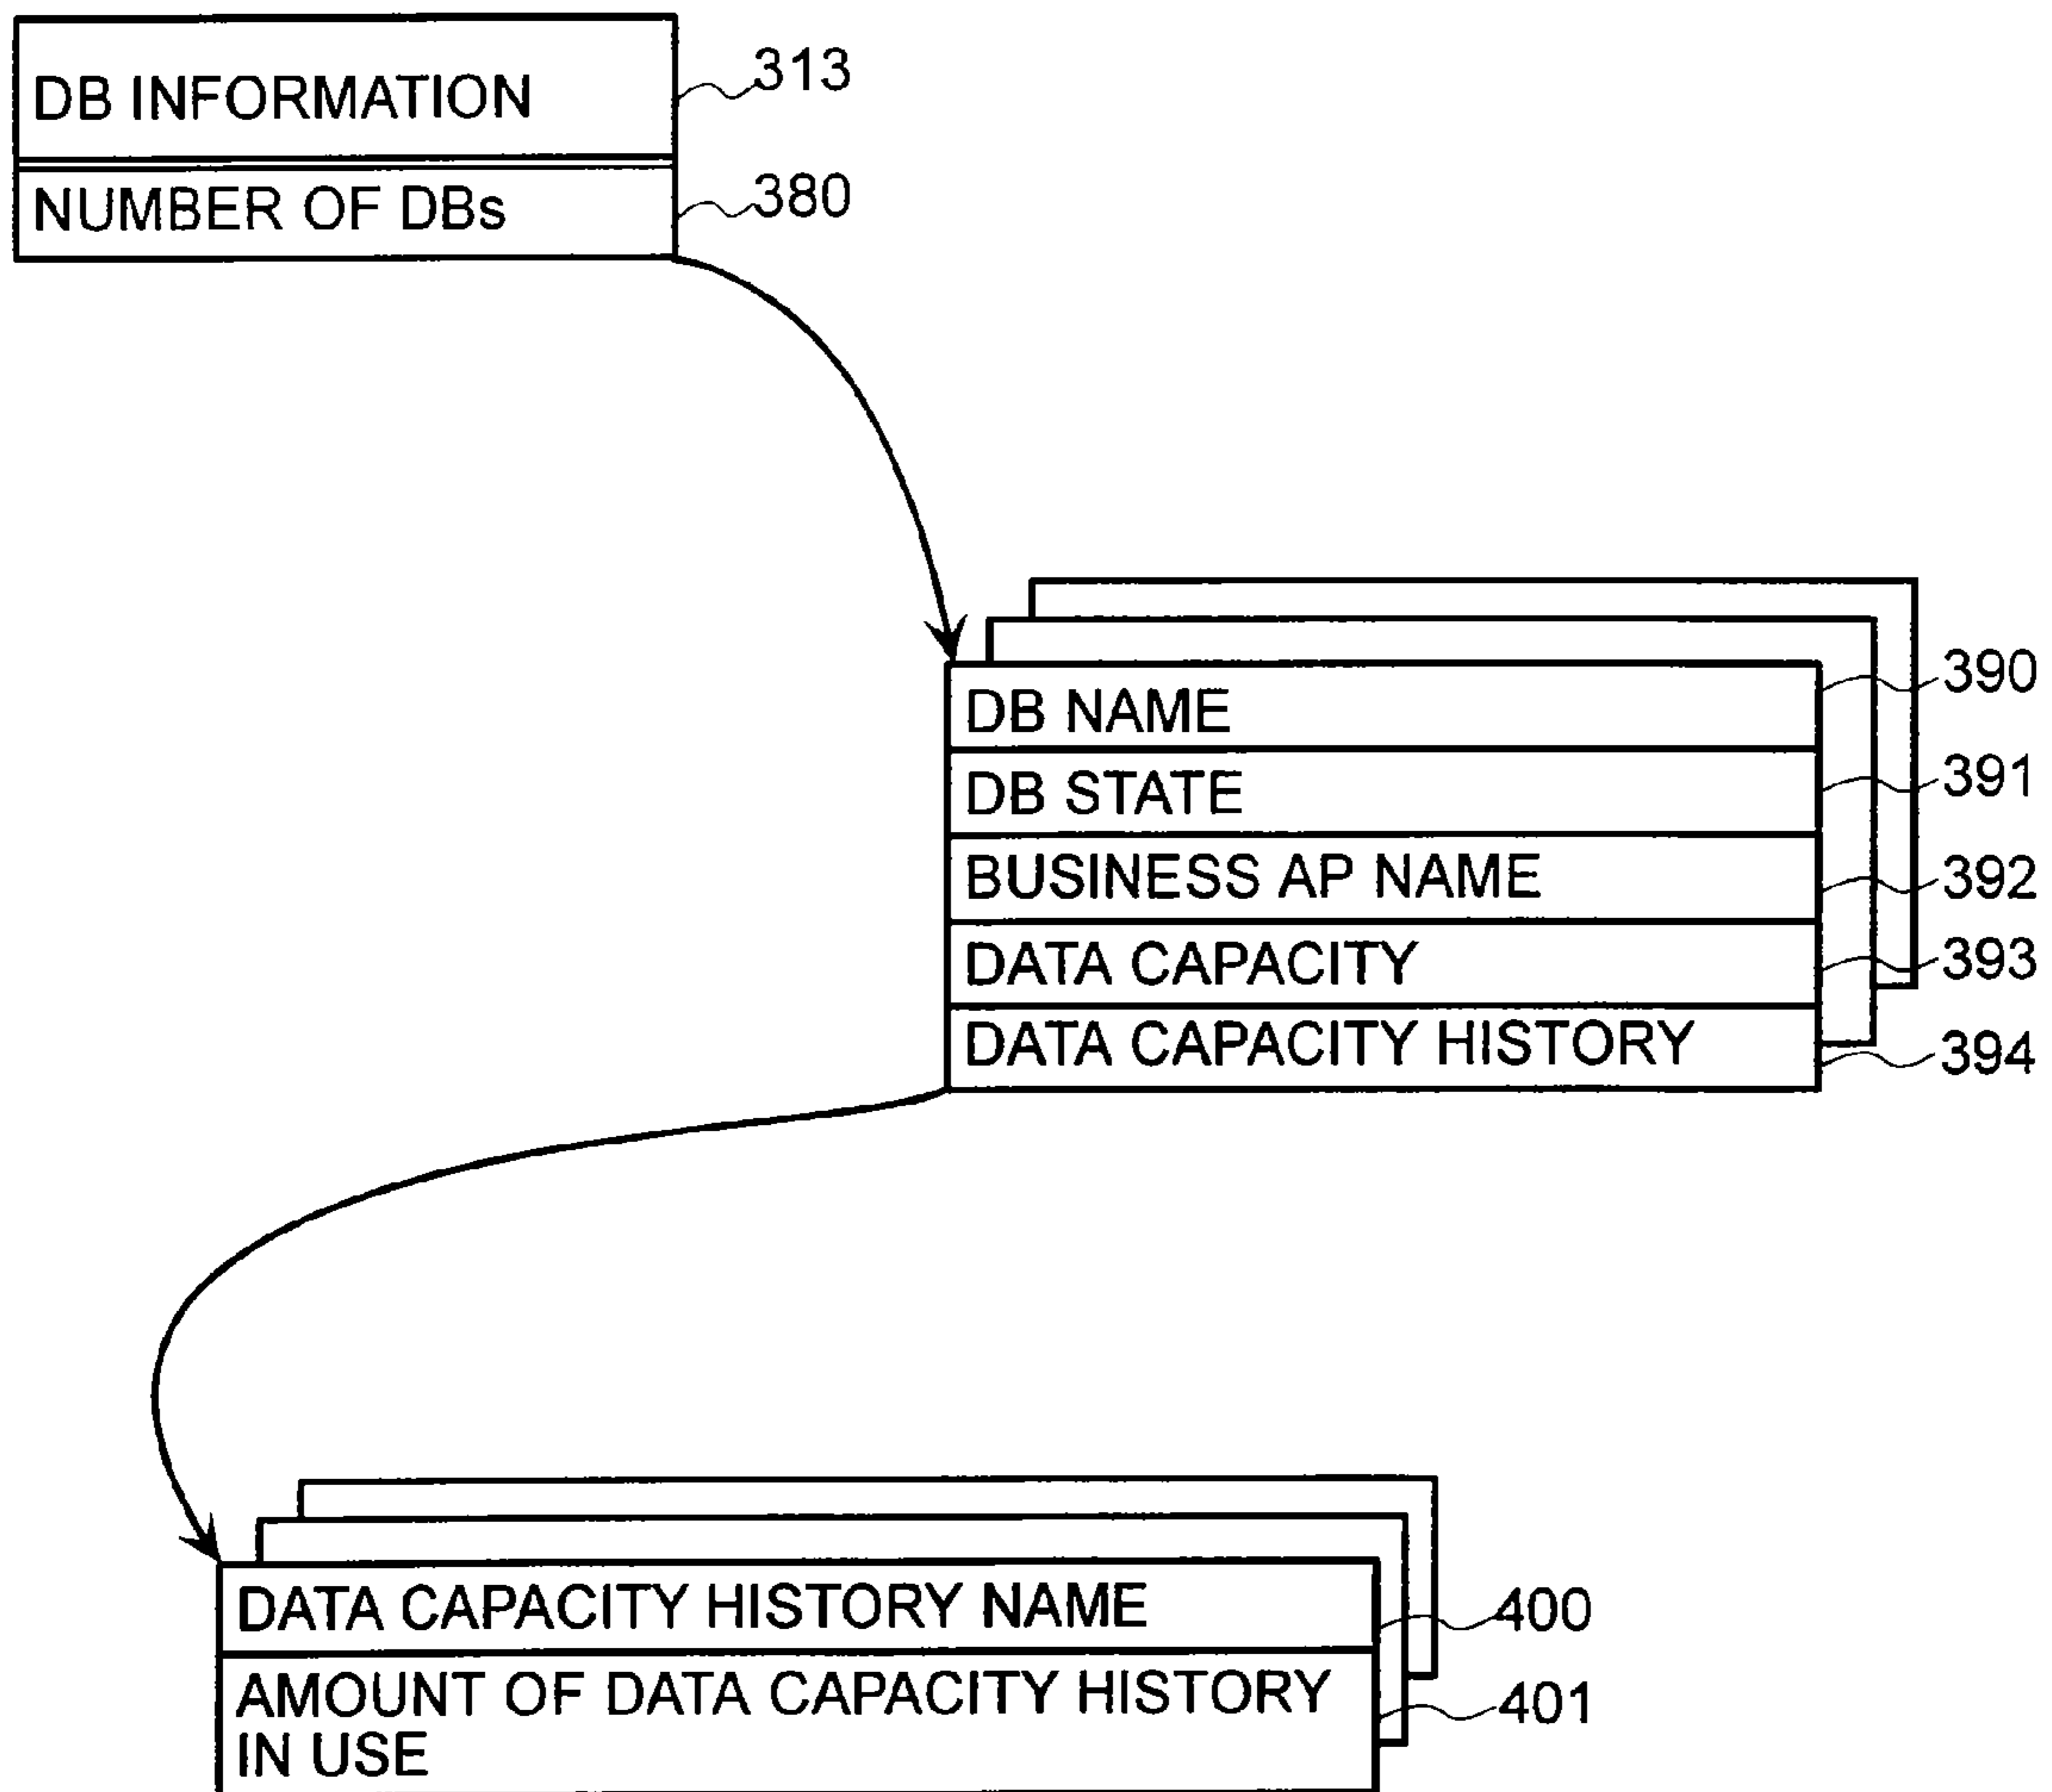 DB INFORMATION 313
NUMBER OF DBs 380
DB NAME 390
DB STATE 391
BUSINESS AP NAME 392
DATA CAPACITY 393
DATA CAPACITY HISTORY 394
DATA CAPACITY HISTORY NAME 400
AMOUNT OF DATA CAPACITY HISTORY 401
IN USE